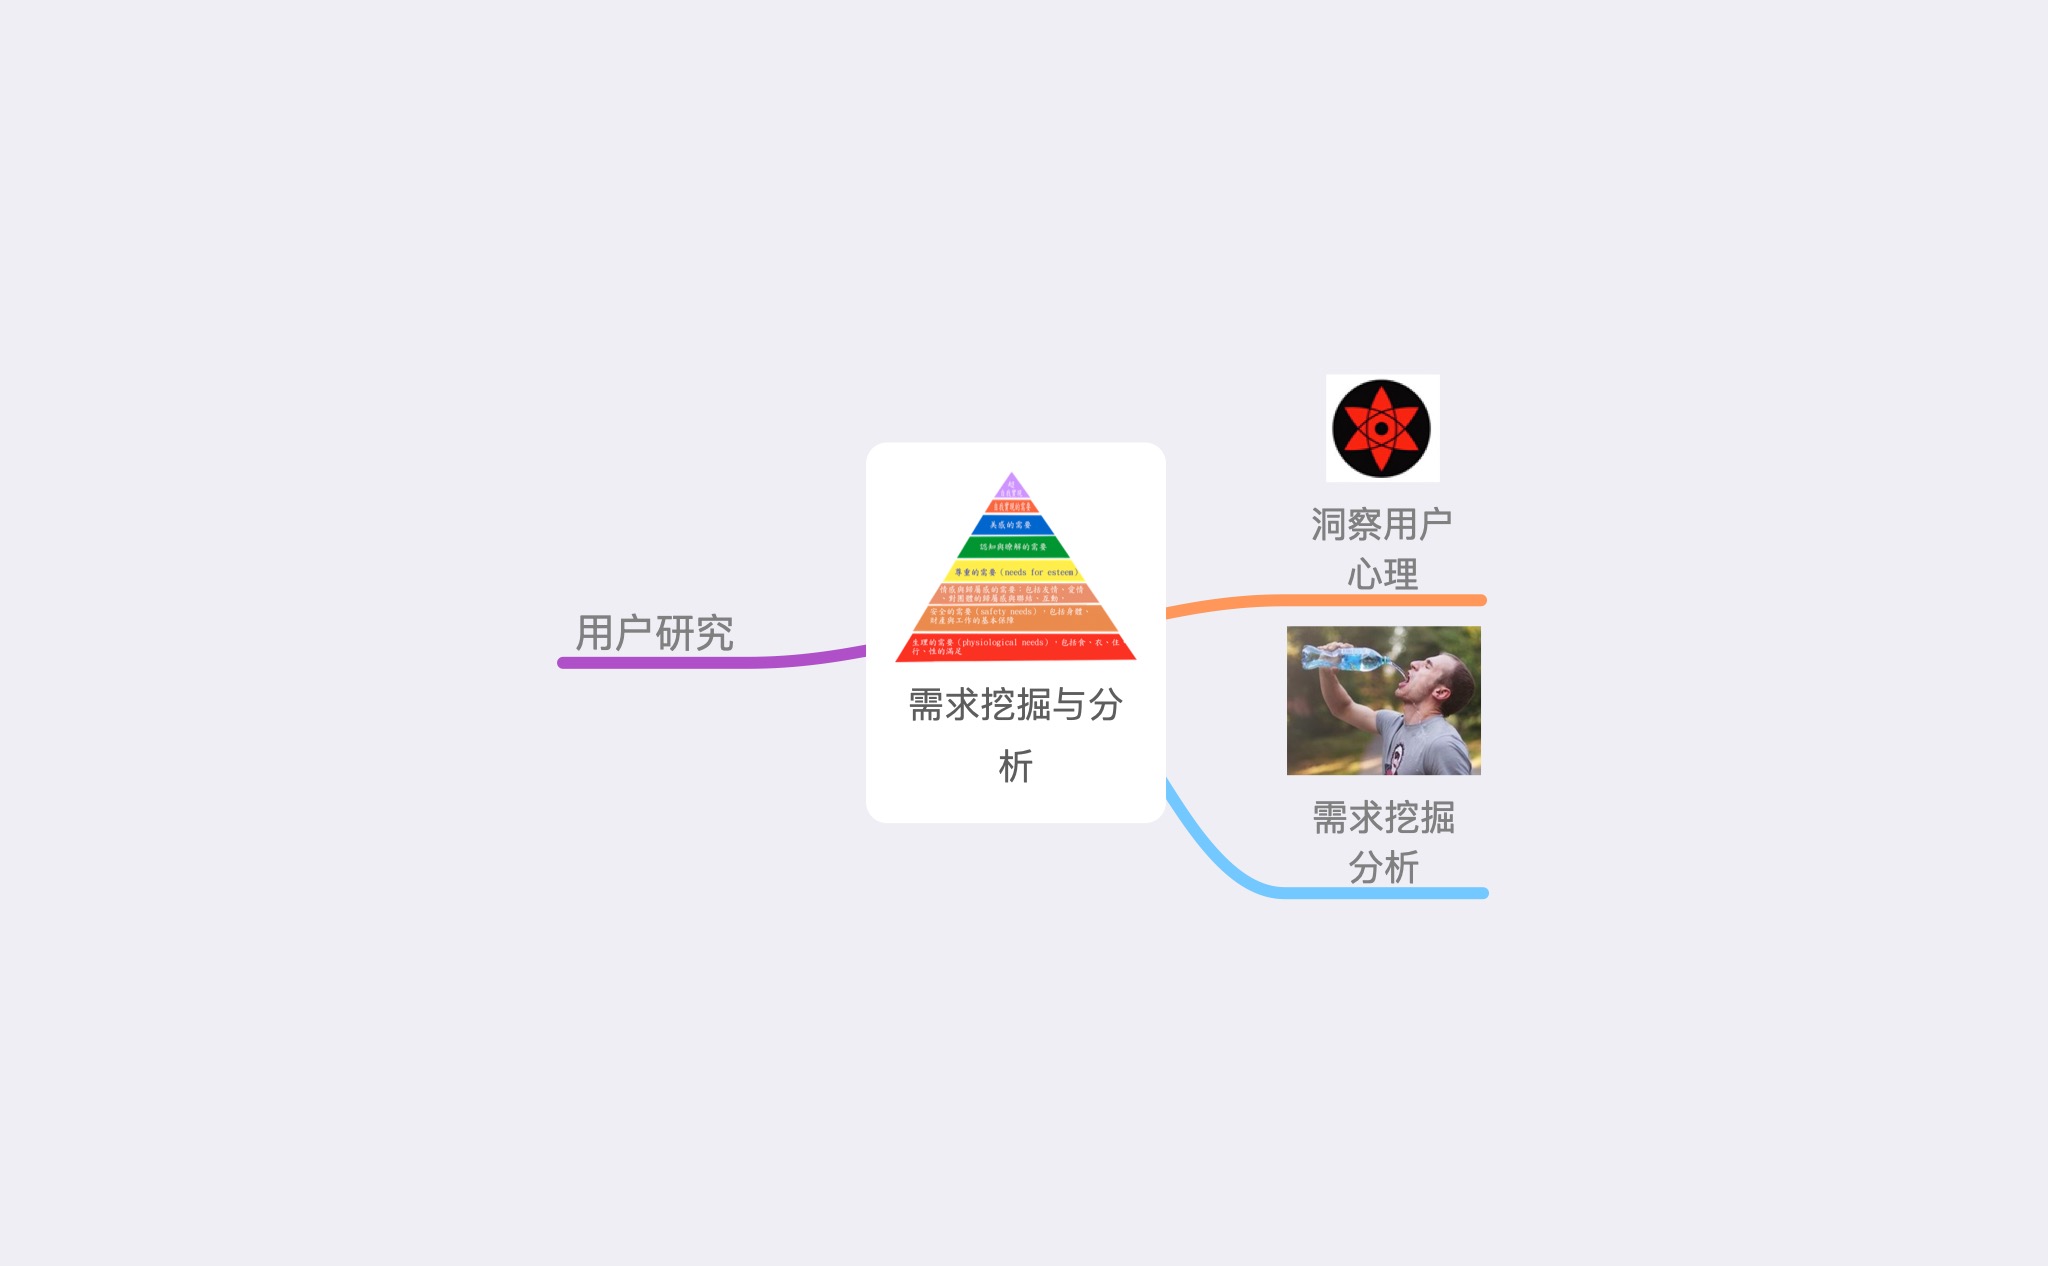 用户研究
超
自我實現
自我實現的需要
美感的需要
認知與瞭解的需要
尊重的需要（needs for esteem）
情感與歸屬感的需要：包括友情，愛情
、對團體的歸屬感與聯結、互動，
安全的需要（safety needs），包括身體、
財產與工作的基本保障
生理的需要（physiological needs），包括食、衣、住、
行、性的滿足
需求挖掘与分
析
洞察用户
心理
需求挖掘
分析